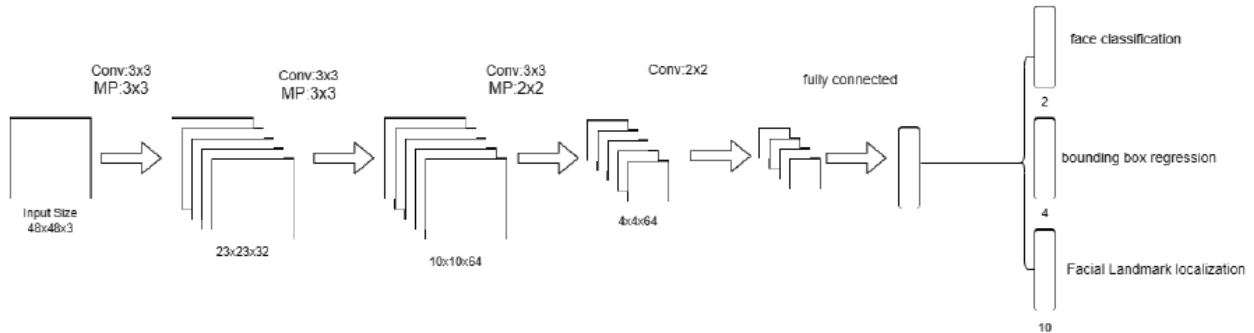 Conv:3x3
MP:3x3
Conv:3x3
MP:3x3
Conv:3x3
MP:2x2
Conv:2x2
fully connected
Input Size
48x48x3
23x23x32
10x10x64
4x4x64
face classification
2
bounding box regression
4
Facial Landmark localization
10